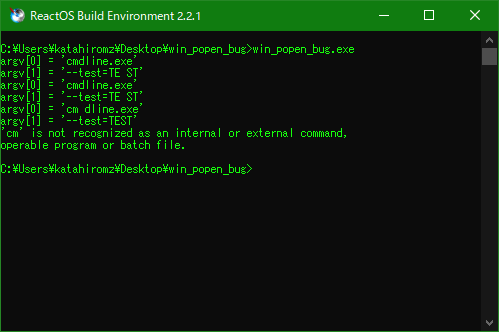 ReactOS Build Environment 2.2.1
C:¥Users¥katahiromz¥Desktop¥win_popen_bug>win_popen_bug.exe
argv[0] = 'cmdline.exe'
argv[1] = '--test=TE ST'
argv[0] = 'cmdline.exe'
argv[1] = '--test=TE ST'
argv[0] = 'cm dline.exe'
argv[1] = '--test=TEST'
'cm' is not recognized as an internal or external command,
operable program or batch file.
C:¥Users¥katahiromz¥Desktop¥win_popen_bug>